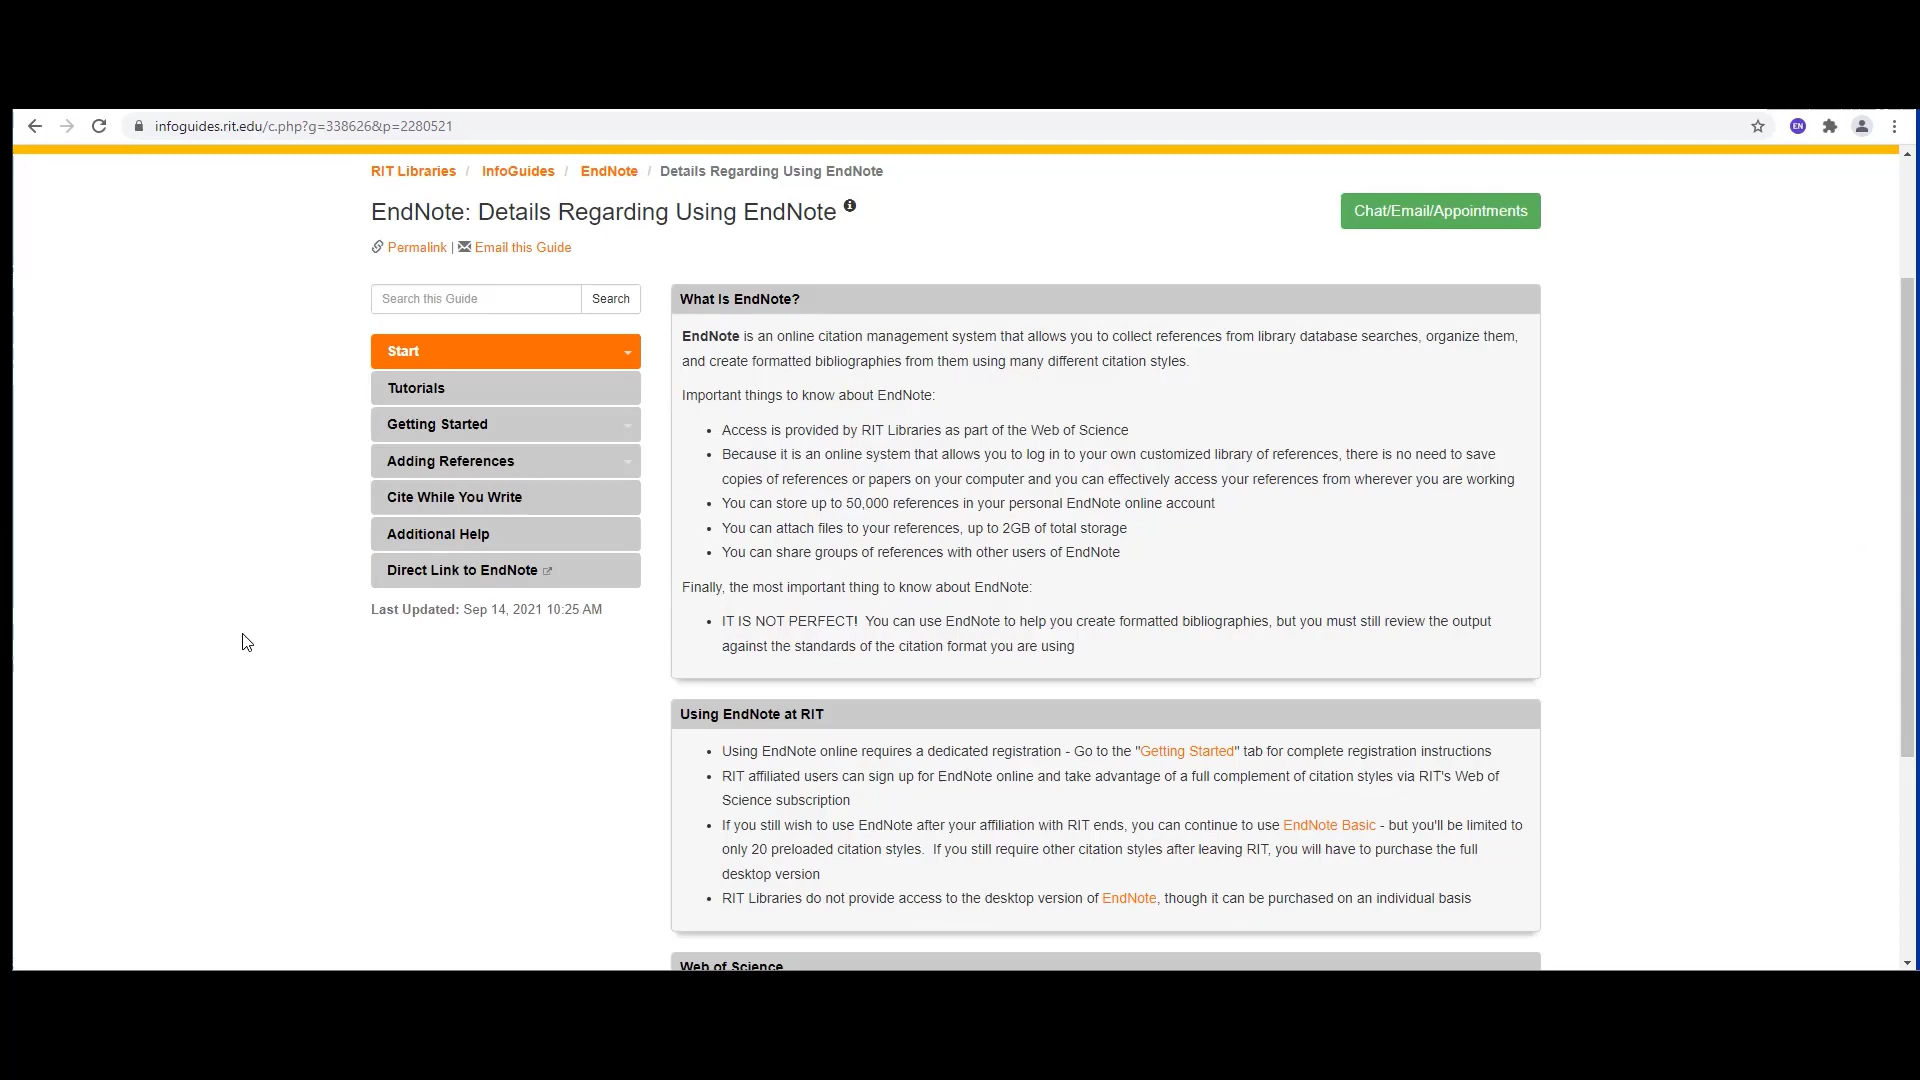 infoguides.rit.edu/c.php?g=338626&p=2280521
EN
RIT Libraries / InfoGuides / EndNote / Details Regarding Using EndNote
EndNote: Details Regarding Using EndNote
Chat/Email/Appointments
Permalink | Email this Guide
Search this Guide
Search
Start
Tutorials
Getting Started
Adding References
Cite While You Write
Additional Help
Direct Link to EndNote
Last Updated: Sep 14, 2021 10:25 AM
What Is EndNote?
EndNote is an online citation management system that allows you to collect references from library database searches, organize them,
and create formatted bibliographies from them using many different citation styles.
Important things to know about EndNote:
• Access is provided by RIT Libraries as part of the Web of Science
• Because it is an online system that allows you to log in to your own customized library of references, there is no need to save
copies of references or papers on your computer and you can effectively access your references from wherever you are working
• You can store up to 50,000 references in your personal EndNote online account
• You can attach files to your references, up to 2GB of total storage
• You can share groups of references with other users of EndNote
Finally, the most important thing to know about EndNote:
• IT IS NOT PERFECT!  You can use EndNote to help you create formatted bibliographies, but you must still review the output
against the standards of the citation format you are using
Using EndNote at RIT
• Using EndNote online requires a dedicated registration - Go to the "Getting Started" tab for complete registration instructions
• RIT affiliated users can sign up for EndNote online and take advantage of a full complement of citation styles via RIT's Web of
Science subscription
• If you still wish to use EndNote after your affiliation with RIT ends, you can continue to use EndNote Basic - but you'll be limited to
only 20 preloaded citation styles.  If you still require other citation styles after leaving RIT, you will have to purchase the full
desktop version
• RIT Libraries do not provide access to the desktop version of EndNote, though it can be purchased on an individual basis
Web of Science